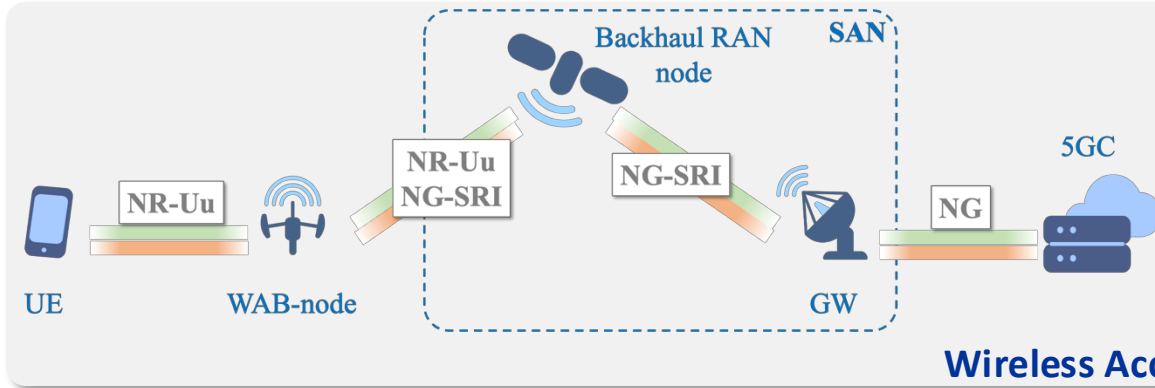 Backhaul RAN
node
SAN
5GC
NR-Uu
NR-Uu
NG-SRI
NG-SRI
NG
UE
WAB-node
GW
Wireless